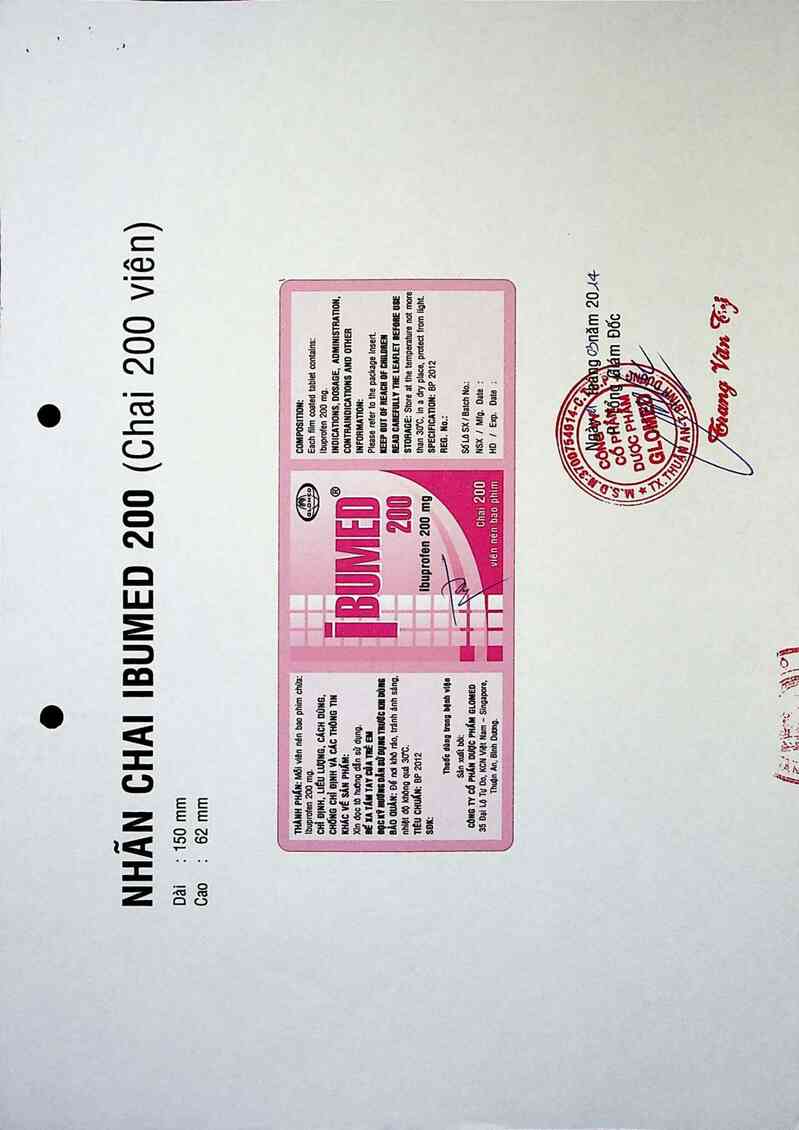 NHÃN CHAI IBUMED 200 (Chai 200 viên)
Dài : 150 mm
Cao : 62 mm
THÀNH PHẦN: Mỗi viên nén bao phim chứa:
Ibuprofen 200 mg.
CHỈ ĐỊNH, LIỀU LƯỢNG, CÁCH DÙNG,
CHỐNG CHỈ ĐỊNH VÀ CÁC THÔNG TIN
KHÁC VỀ SẢN PHẨM:
Xin đọc tờ hướng dẫn sử dụng.
ĐỂ XA TẦM TAY CỦA TRẺ EM
ĐỌC KỸ HƯỚNG DẪN SỬ DỤNG TRƯỚC KHI DÙNG
BẢO QUẢN: Để nơi khô ráo, tránh ánh sáng,
nhiệt độ không quá 30°C.
TIÊU CHUẨN: BP 2012
SĐK:
Thuốc dùng trong bệnh viện
Sản xuất bởi:
CÔNG TY CỔ PHẦN DƯỢC PHẨM GLOMED
35 Đại Lộ Tự Do, KCN Việt Nam – Singapore,
Thuận An, Bình Dương.
GLOMED
IBUMED ®
200
Ibuprofen 200 mg
Chai 200
viên nén bao phim
COMPOSITION:
Each film coated tablet contains:
Ibuprofen 200 mg.
INDICATIONS, DOSAGE, ADMINISTRATION,
CONTRAINDICATIONS AND OTHER
INFORMATION:
Please refer to the package insert.
KEEP OUT OF REACH OF CHILDREN
READ CAREFULLY THE LEAFLET BEFORE USE
STORAGE: Store at the temperature not more
than 30°C, in a dry place, protect from light.
SPECIFICATION: BP 2012
REG. No.:
Số Lô SX / Batch No.:
NSX / Mfg. Date :
HD / Exp. Date :
năm 2014
Giám Đốc
M.S.D.N:3700754974-C.T
CỔ PHẦN
DƯỢC PHẨM
GLOMED
TX.THUẬN AN-T.BÌNH DƯƠNG
Trang Văn